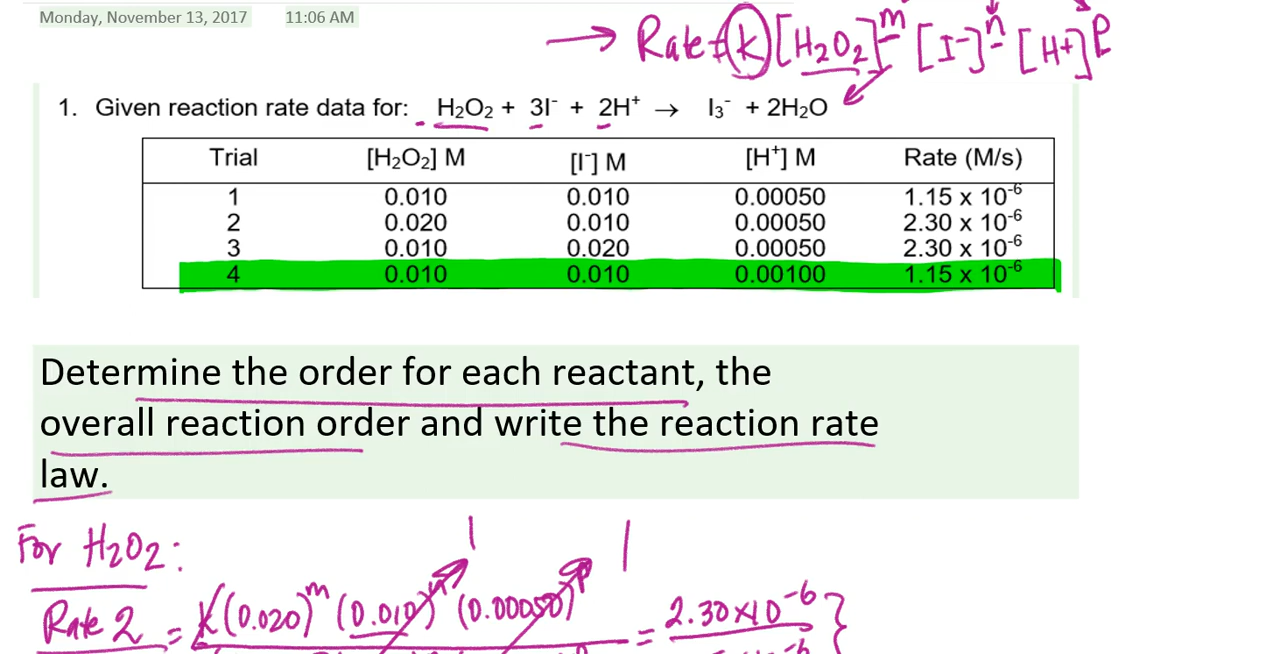 Monday, November 13, 2017 11:06 AM
→ Rate = k [H₂O₂]ᵐ [I⁻]ⁿ [H⁺]ᵖ
1. Given reaction rate data for: H₂O₂ + 3I⁻ + 2H⁺ → I₃⁻ + 2H₂O
Trial [H₂O₂] M [I⁻] M [H⁺] M Rate (M/s)
1 0.010 0.010 0.00050 1.15 x 10⁻⁶
2 0.020 0.010 0.00050 2.30 x 10⁻⁶
3 0.010 0.020 0.00050 2.30 x 10⁻⁶
4 0.010 0.010 0.00100 1.15 x 10⁻⁶
Determine the order for each reactant, the
overall reaction order and write the reaction rate
law.
For H₂O₂:
1 1
Rate 2 = K(0.020)ᵐ (0.010)ⁿ (0.00050)ᵖ = 2.30×10⁻⁶ }